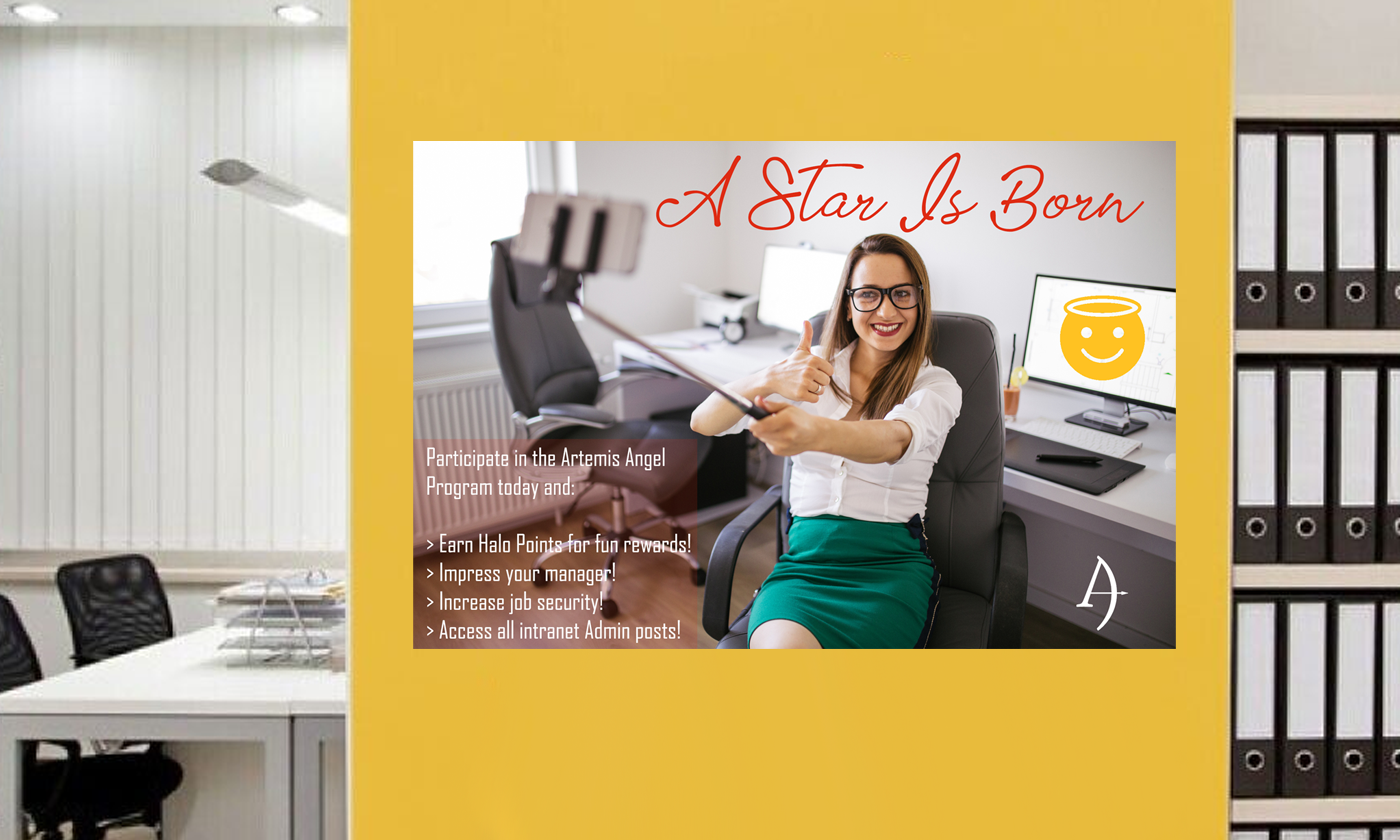 A Star Is Born
Participate in the Artemis Angel
Program today and:
> Earn Halo Points for fun rewards!
> Impress your manager!
> Increase job security!
> Access all intranet Admin posts!
A